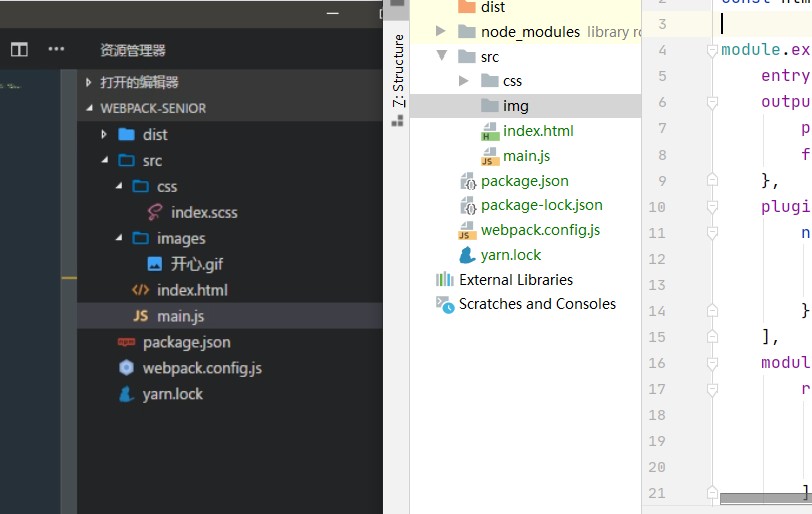 资源管理器
打开的编辑器
WEBPACK-SENIOR
dist
src
css
index.scss
images
开心.gif
index.html
main.js
package.json
webpack.config.js
yarn.lock
Z: Structure
dist
node_modules library ro
src
css
img
index.html
main.js
package.json
package-lock.json
webpack.config.js
yarn.lock
External Libraries
Scratches and Consoles
3
4 module.ex
5 entry
6 outpu
7 p
8 f
9 },
10 plugi
11 n
12
13
14 }
15 ],
16 modul
17 r
18
19
20
21 ]